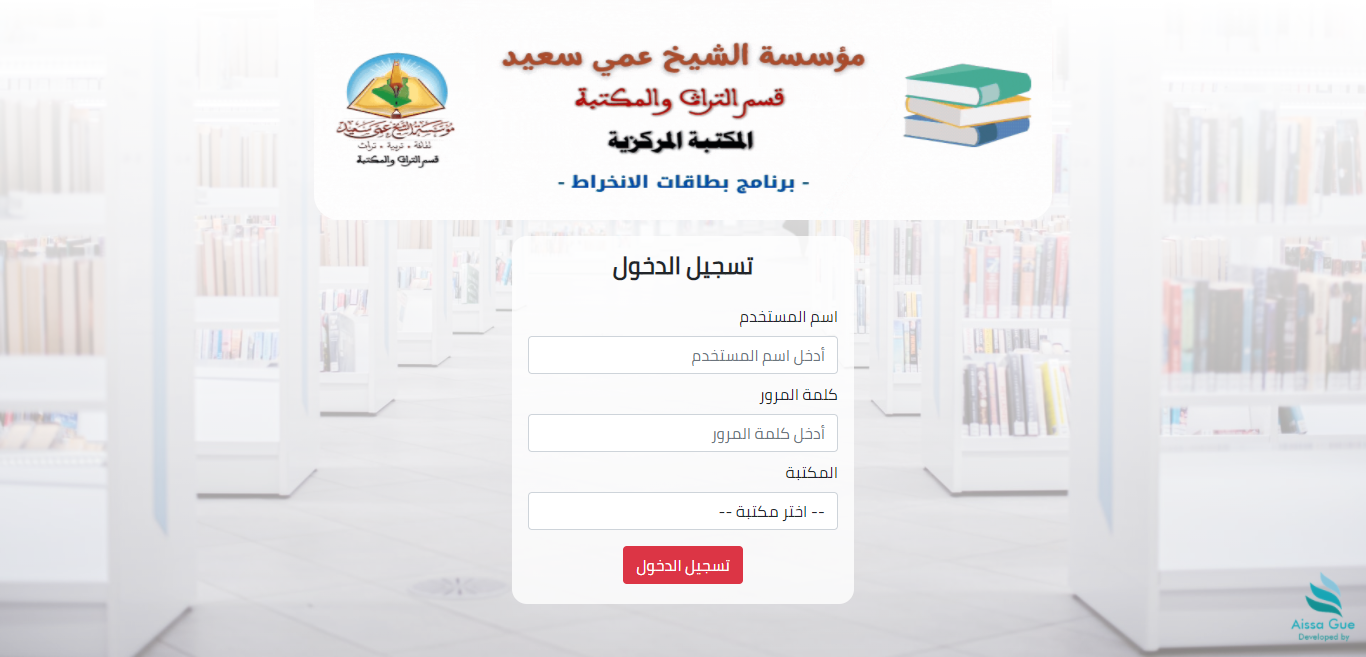 مؤسسة الشيخ عمي سعيد
قسم التراث والمكتبة
المكتبة المركزية
- برنامج بطاقات الانخراط -
مؤسسة الشيخ عمي سعيد
ثقافة • تربية • تراث
قسم التراث والمكتبة
تسجيل الدخول
اسم المستخدم
أدخل اسم المستخدم
كلمة المرور
أدخل كلمة المرور
المكتبة
-- اختر مكتبة --
تسجيل الدخول
Aissa Gue
Developed by